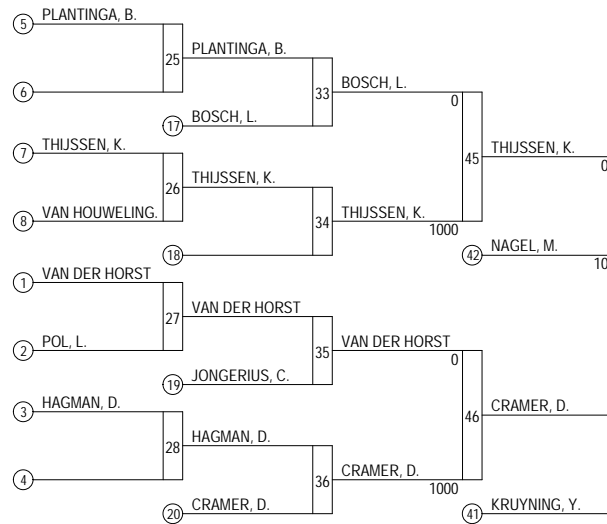 5 PLANTINGA, B.
25 PLANTINGA, B.
6
33 BOSCH, L.
0
17 BOSCH, L.
7 THIJSSEN, K.
45 THIJSSEN, K.
0
26 THIJSSEN, K.
8 VAN HOUWELING.
34 THIJSSEN, K.
1000
18
42 NAGEL, M.
10
1 VAN DER HORST
27 VAN DER HORST
2 POL, L.
35 VAN DER HORST
0
19 JONGERIUS, C.
3 HAGMAN, D.
46 CRAMER, D.
28 HAGMAN, D.
4
36 CRAMER, D.
1000
20 CRAMER, D.
41 KRUYNING, Y.